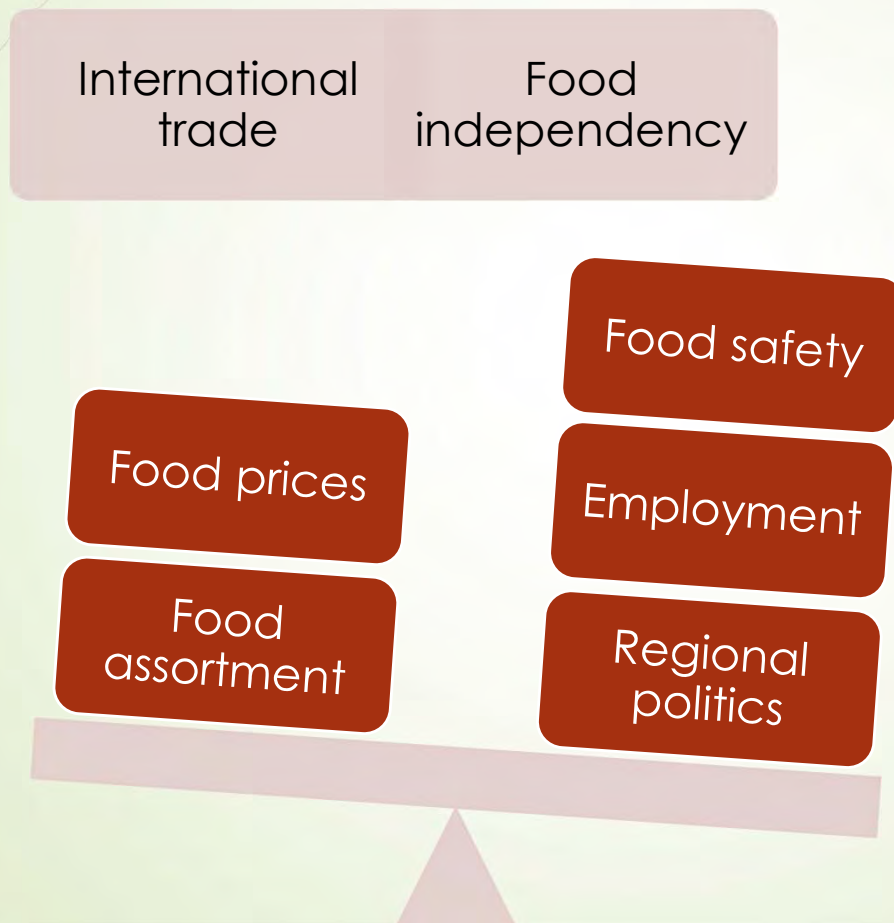 International
trade
Food
independency
Food prices
Food
assortment
Food safety
Employment
Regional
politics